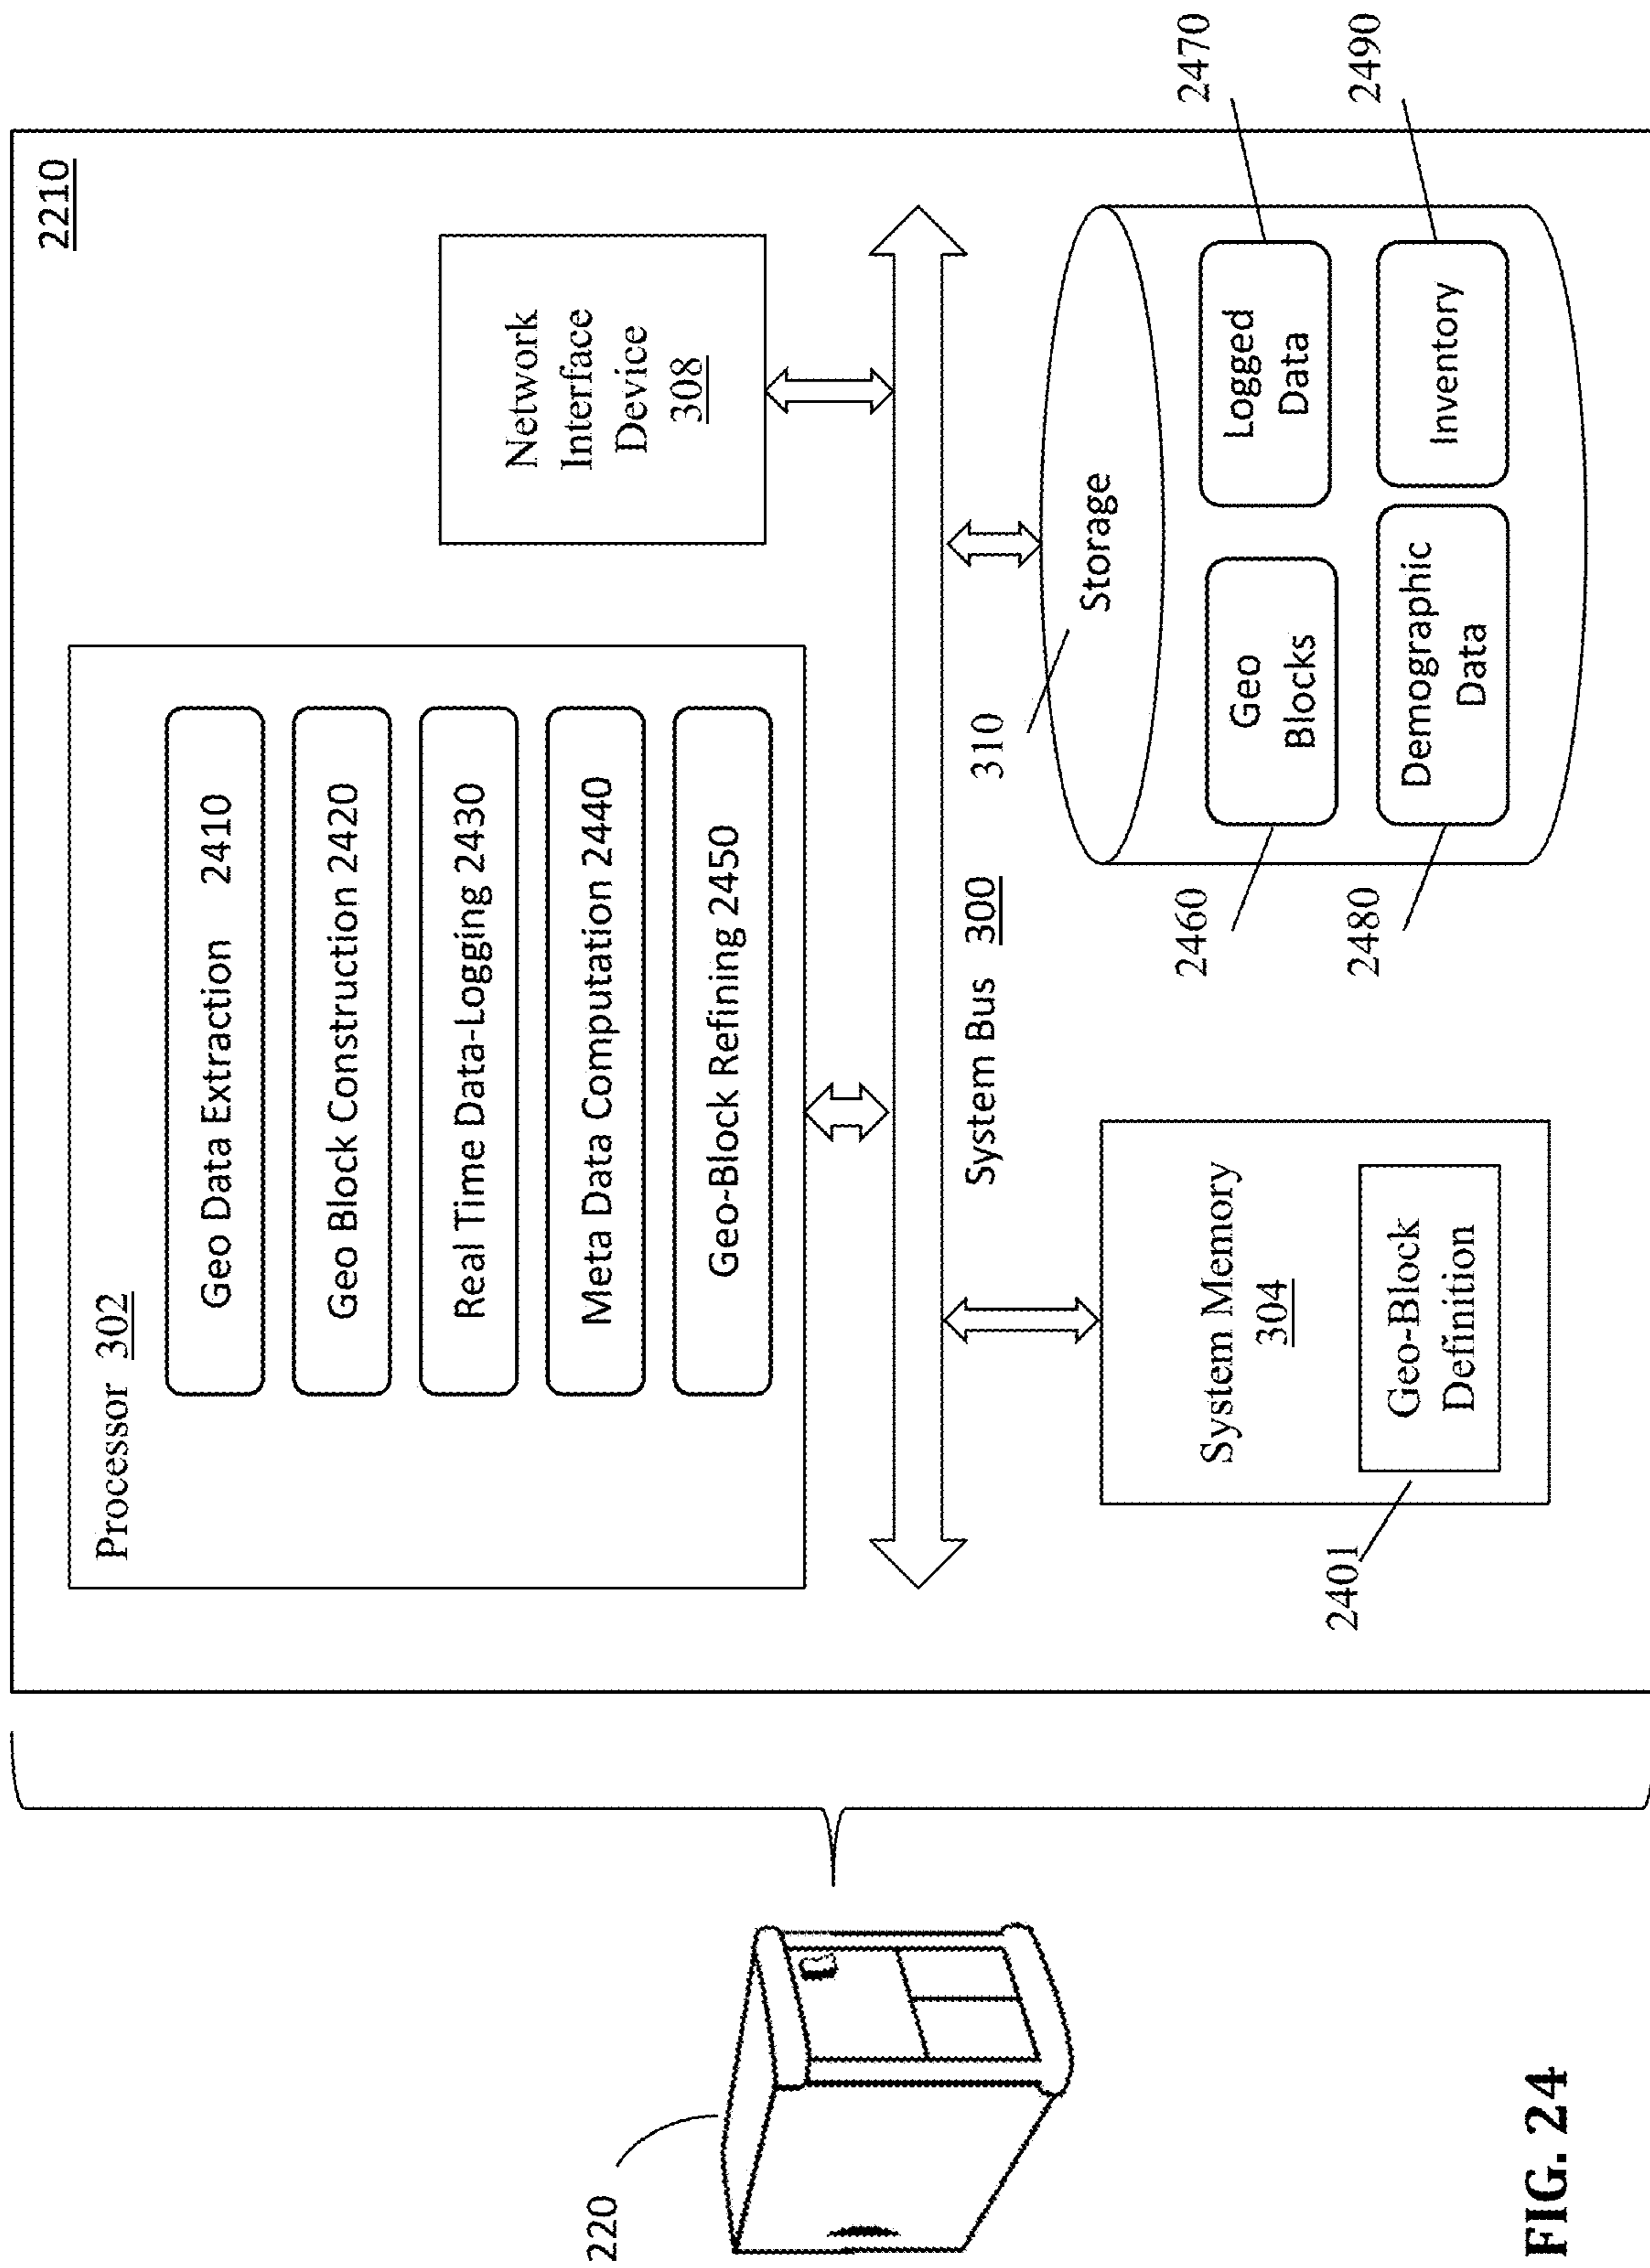 2210
Processor 302
Geo Data Extraction 2410
Geo Block Construction 2420
Real Time Data-Logging 2430
Meta Data Computation 2440
Geo-Block Refining 2450
Network
Interface
Device
308
System Bus 300
System Memory
304
Geo-Block
Definition
2401
310
Storage
Geo
Blocks
2460
Logged
Data
2470
Demographic
Data
2480
Inventory
2490
220
FIG. 24